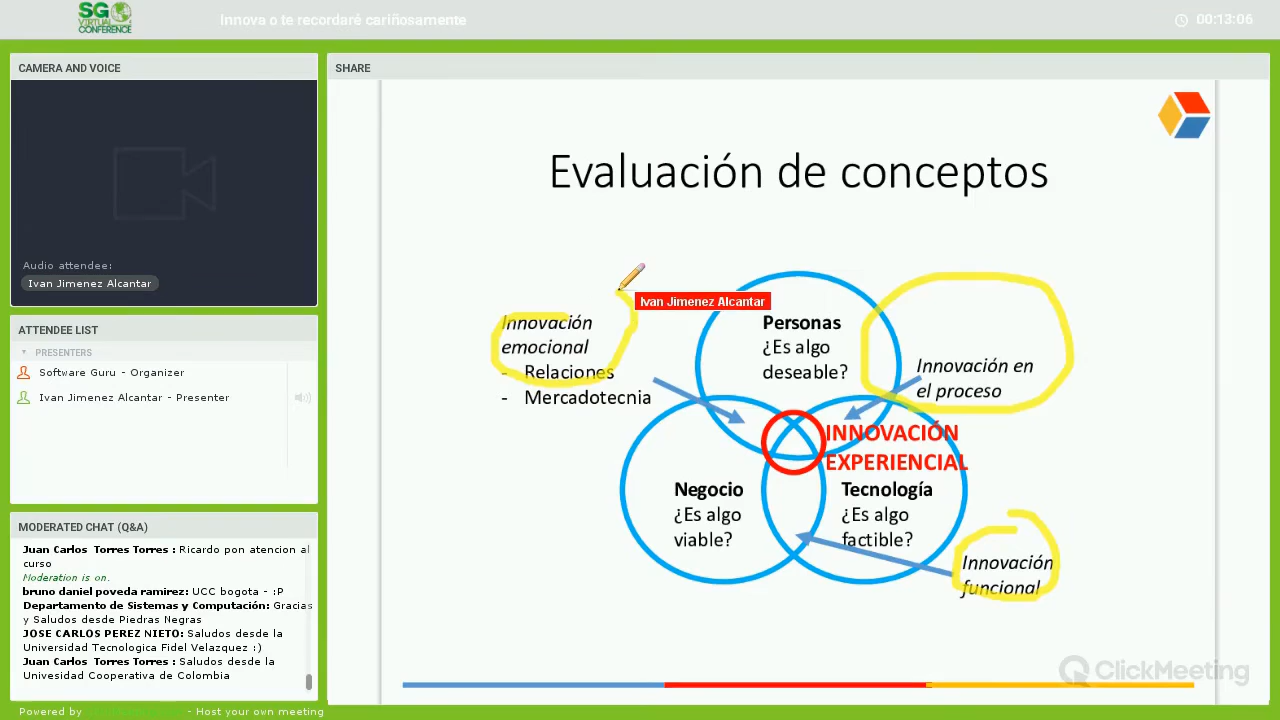 SG
VIRTUAL
CONFERENCE
Innova o te recordaré cariñosamente
00:13:06
CAMERA AND VOICE
Audio attendee:
Ivan Jimenez Alcantar
ATTENDEE LIST
PRESENTERS
Software Guru - Organizer
Ivan Jimenez Alcantar - Presenter
MODERATED CHAT (Q&A)
Juan Carlos Torres Torres : Ricardo pon atencion al
curso
Moderation is on.
bruno daniel poveda ramirez: UCC bogota - :P
Departamento de Sistemas y Computación: Gracias
y Saludos desde Piedras Negras
JOSE CARLOS PEREZ NIETO: Saludos desde la
Universidad Tecnologica Fidel Velazquez :)
Juan Carlos Torres Torres : Saludos desde la
Univesidad Cooperativa de Colombia
Powered by
- Host your own meeting
SHARE
Evaluación de conceptos
Ivan Jimenez Alcantar
Innovación
emocional
- Relaciones
- Mercadotecnia
Personas
¿Es algo
deseable?
Innovación en
el proceso
INNOVACIÓN
EXPERIENCIAL
Negocio
¿Es algo
viable?
Tecnología
¿Es algo
factible?
Innovación
funcional
ClickMeeting